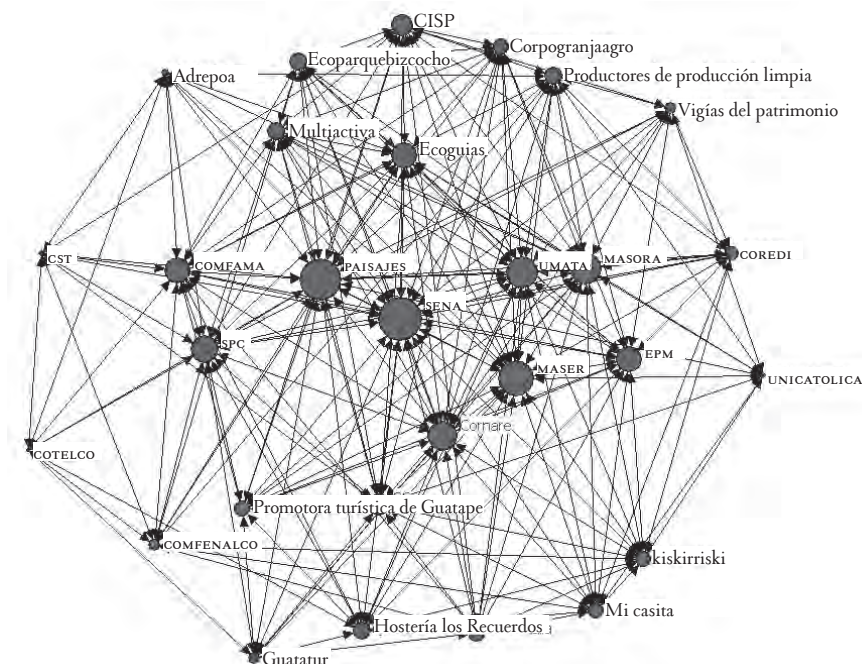 CISP
Corpogranjaagro
Ecoparquebizcocho
Adrepoa
Productores de producción limpia
Vigías del patrimonio
Multiactiva
Ecoguias
CST
COMFAMA
PAISAJES
UMATA
MASORA
COREDI
SENA
SPC
EPM
MASER
UNICATOLICA
Cornare
COTELCO
Promotora turística de Guatape
COMFENALCO
kiskirriski
Mi casita
Hostería los Recuerdos
Guatatur